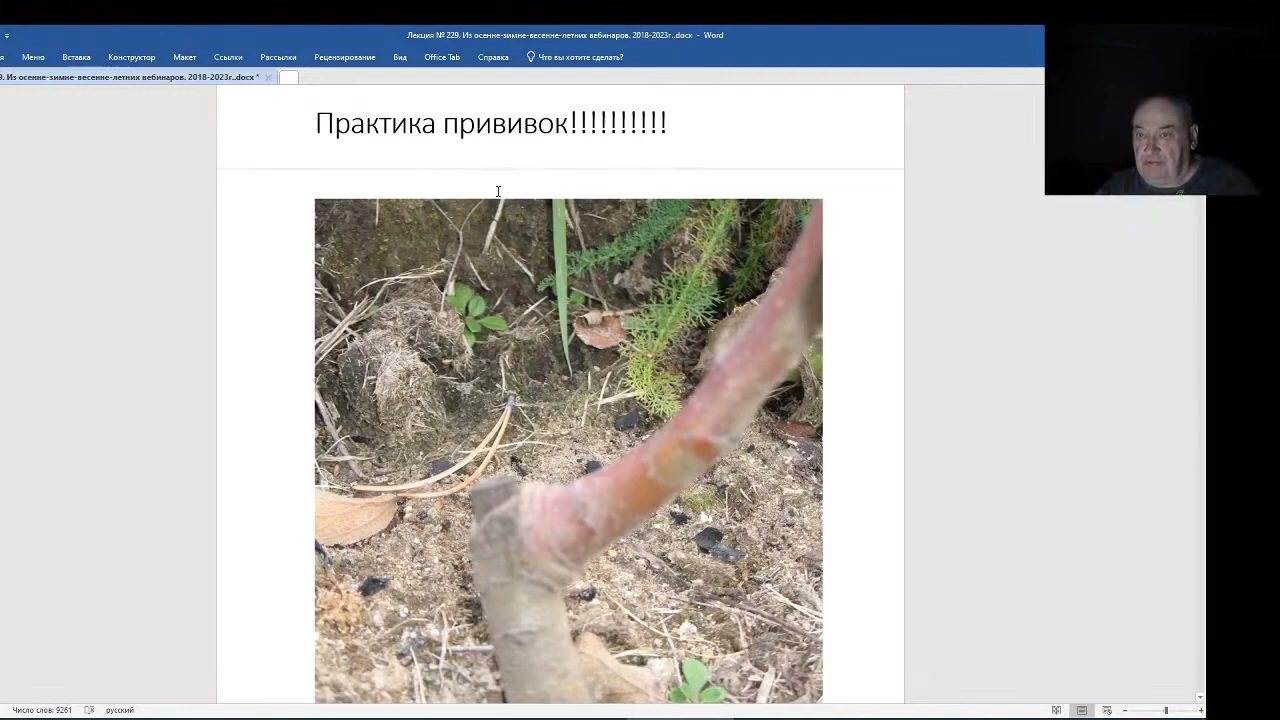 Лекция № 229. Из осенне-зимне-весенне-летних вебинаров. 2018-2023г..docx - Word
Меню Вставка Конструктор Макет Ссылки Рассылки Рецензирование Вид Office Tab Справка Что вы хотите сделать?
9. Из осенне-зимне-весенне-летних вебинаров. 2018-2023г..docx *
Практика прививок!!!!!!!!!!
Число слов: 9261 русский